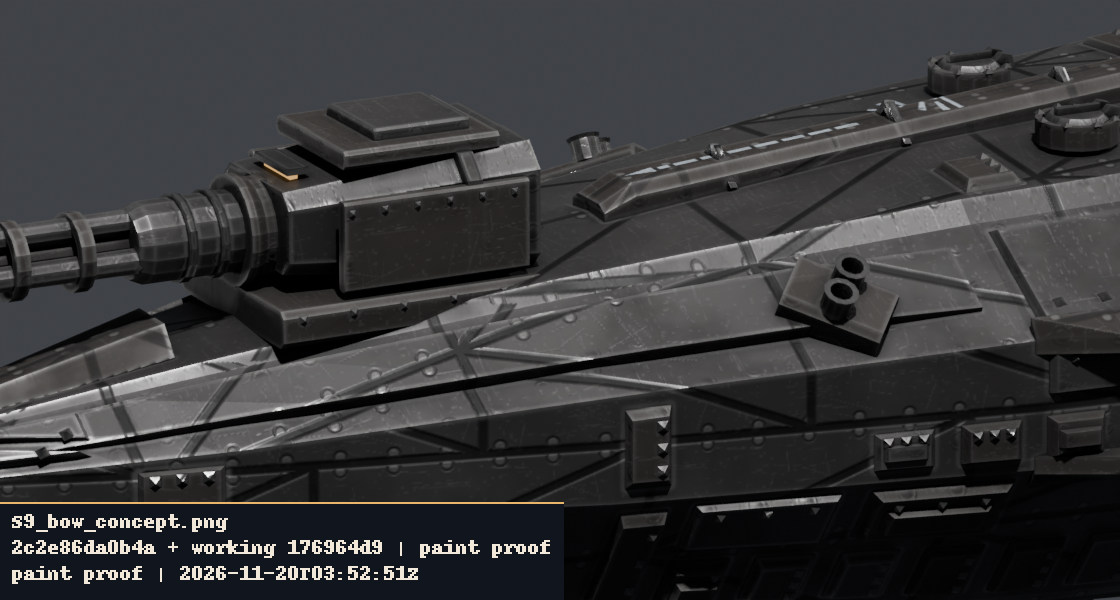 s9_bow_concept.png
2c2e86da0b4a + working 176964d9 | paint proof
paint proof | 2026-11-20T03:52:51Z